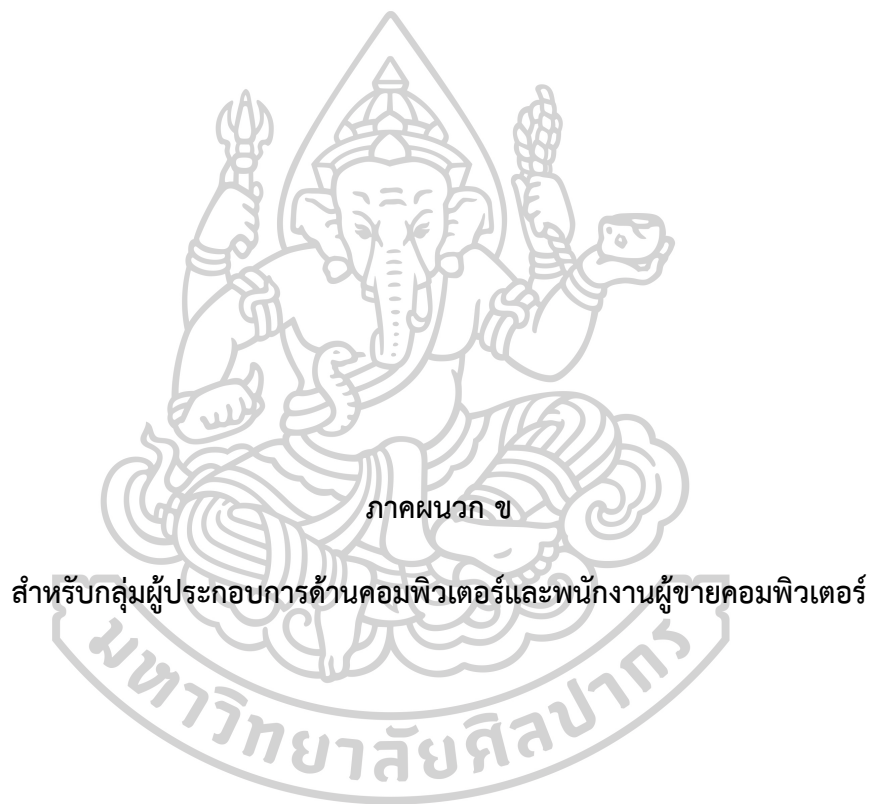 ภาคผนวก ข
สำหรับกลุ่มผู้ประกอบการด้านคอมพิวเตอร์และพนักงานผู้ขายคอมพิวเตอร์
มหาวิทยาลัยศิลปากร